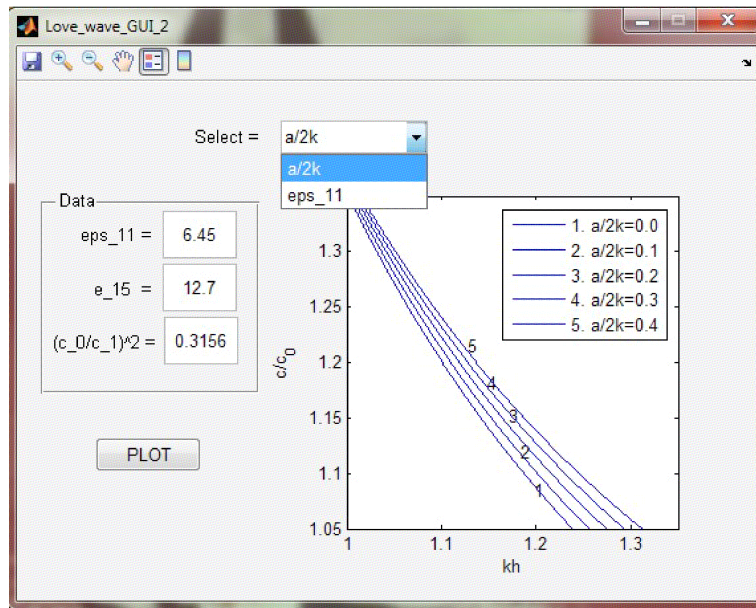 Love_wave_GUI_2
Select =
a/2k
a/2k
eps_11
Data
eps_11 =
6.45
e_15 =
12.7
(c_0/c_1)^2 =
0.3156
PLOT
1. a/2k=0.0
2. a/2k=0.1
3. a/2k=0.2
4. a/2k=0.3
5. a/2k=0.4
1.3
1.25
1.2
1.15
1.1
1.05
c/c0
5
4
3
2
1
1
1.1
1.2
1.3
kh